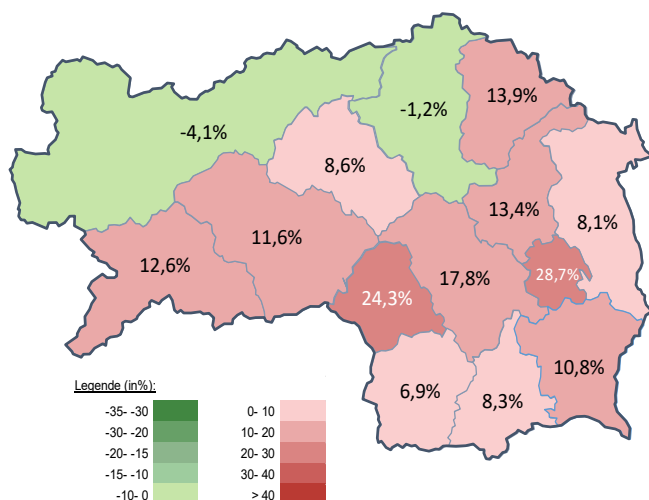 13,9%
-1,2%
-4,1%
8,6%
13,4%
8,1%
11,6%
12,6%
17,8%
28,7%
24,3%
10,8%
6,9%
8,3%
Legende (in%):
-35- -30 0- 10
-30- -20 10- 20
-20- -15 20- 30
-15- -10 30- 40
-10- 0 > 40